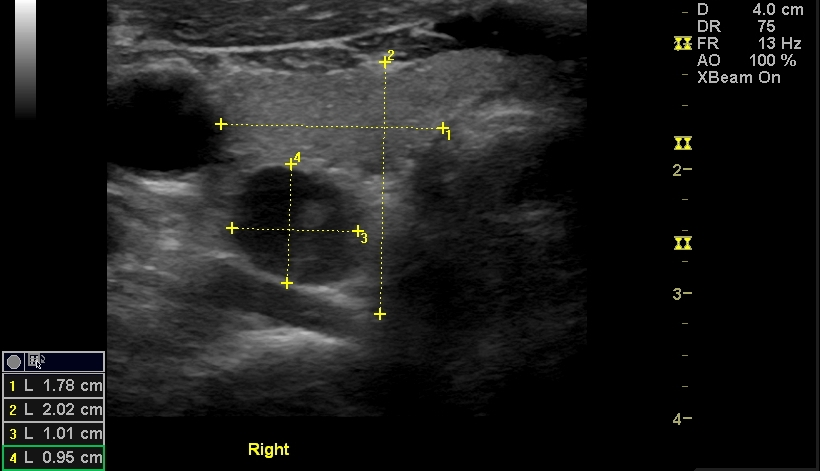 D 4.0 cm
DR 75
FR 13 Hz
AO 100 %
XBeam On
2
1
4
3
2
3
4
1 L 1.78 cm
2 L 2.02 cm
3 L 1.01 cm
4 L 0.95 cm
Right